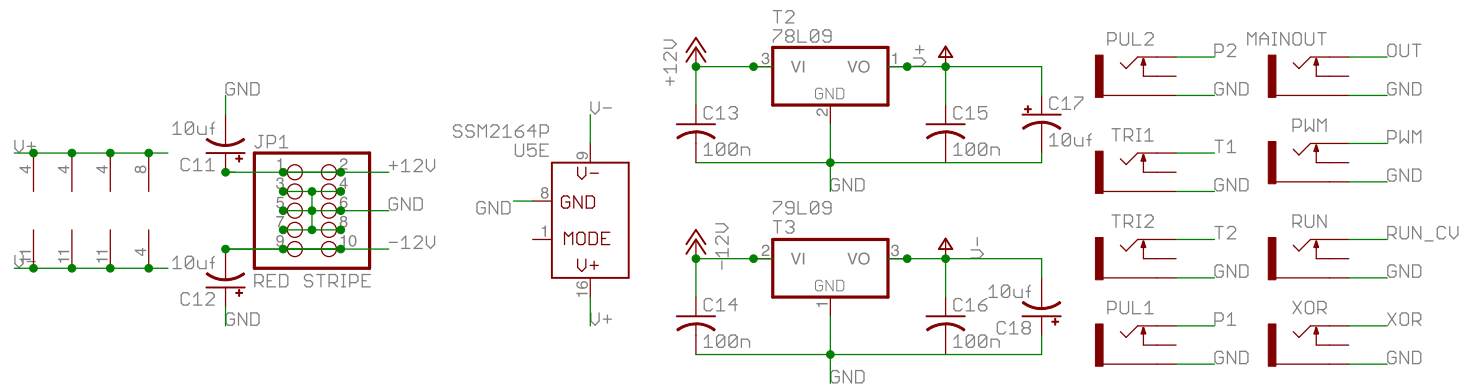 V+
4
4
4
8
11
11
11
4
V-
GND
10uf
C11
JP1
1
2
3
4
5
6
7
8
9
10
+12V
GND
-12V
RED STRIPE
10uf
C12
GND
SSM2164P
U5E
V-
9
V-
8
GND
GND
1
MODE
V+
16
V+
T2
78L09
+12V
3
VI
VO
1
V+
GND
2
C13
100n
C15
100n
C17
10uf
GND
79L09
T3
-12V
2
VI
VO
3
V-
GND
1
C14
100n
C16
100n
10uf
C18
GND
PUL2
P2
GND
MAINOUT
OUT
GND
TRI1
T1
GND
PWM
PWM
GND
TRI2
T2
GND
RUN
RUN_CV
GND
PUL1
P1
GND
XOR
XOR
GND